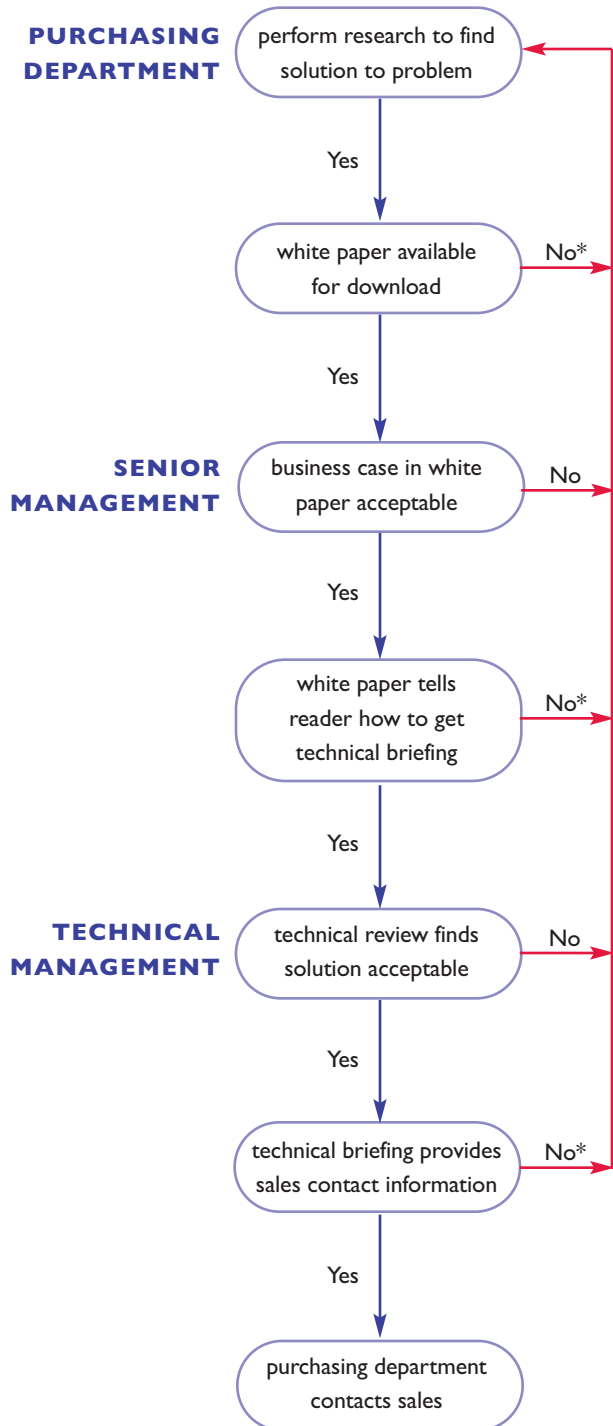 PURCHASING
DEPARTMENT
perform research to find
solution to problem
Yes
white paper available
for download
No*
Yes
SENIOR
MANAGEMENT
business case in white
paper acceptable
No
Yes
white paper tells
reader how to get
technical briefing
No*
Yes
TECHNICAL
MANAGEMENT
technical review finds
solution acceptable
No
Yes
technical briefing provides
sales contact information
No*
Yes
purchasing department
contacts sales